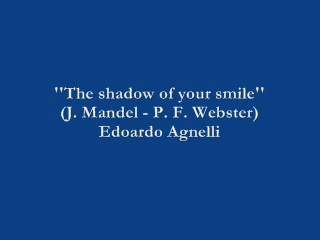 "The shadow of your smile"
(J. Mandel - P. F. Webster)
Edoardo Agnelli